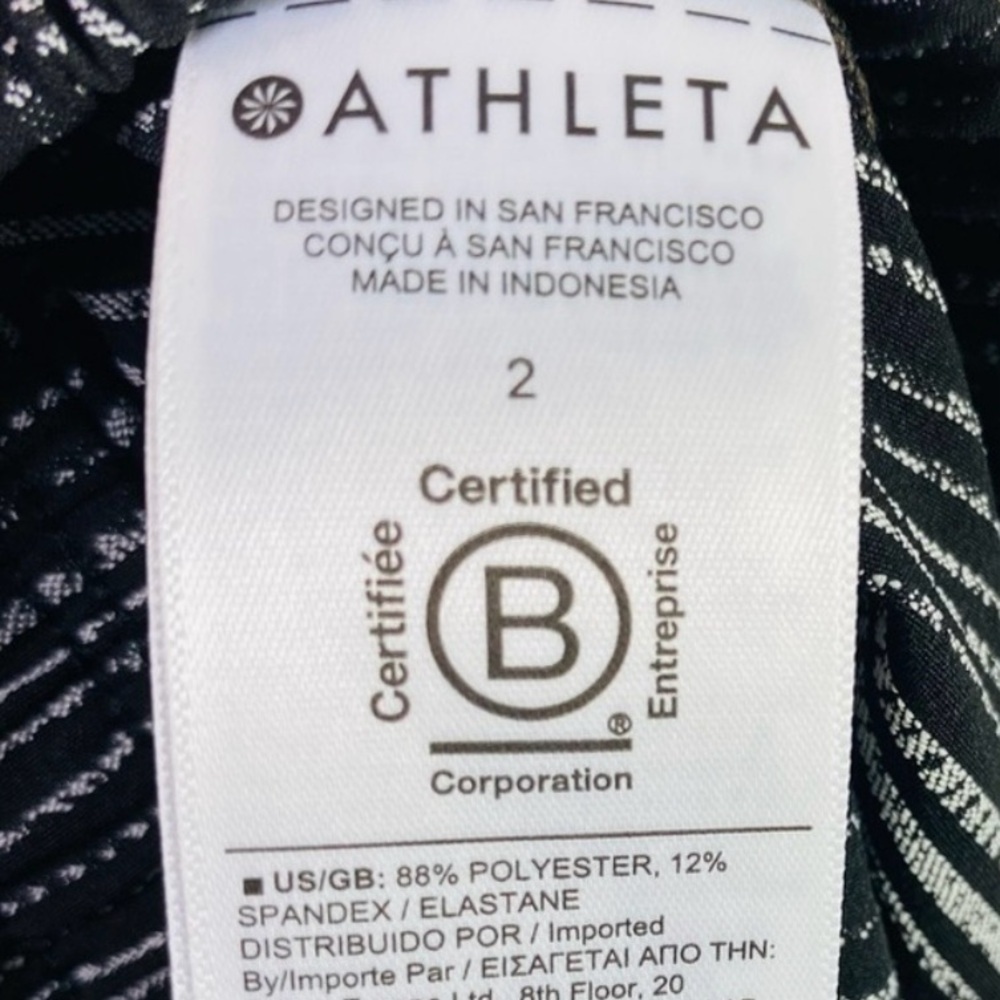 ATHLETA
DESIGNED IN SAN FRANCISCO
CONÇU À SAN FRANCISCO
MADE IN INDONESIA
2
Certified
Certifiée
B
Entreprise
®
Corporation
■ US/GB: 88% POLYESTER, 12%
SPANDEX / ELASTANE
DISTRIBUIDO POR / Imported
By/Importe Par / ΕΙΣΑΓΕΤΑΙ ΑΠΟ ΤΗΝ:
Ltd., 8th Floor, 20